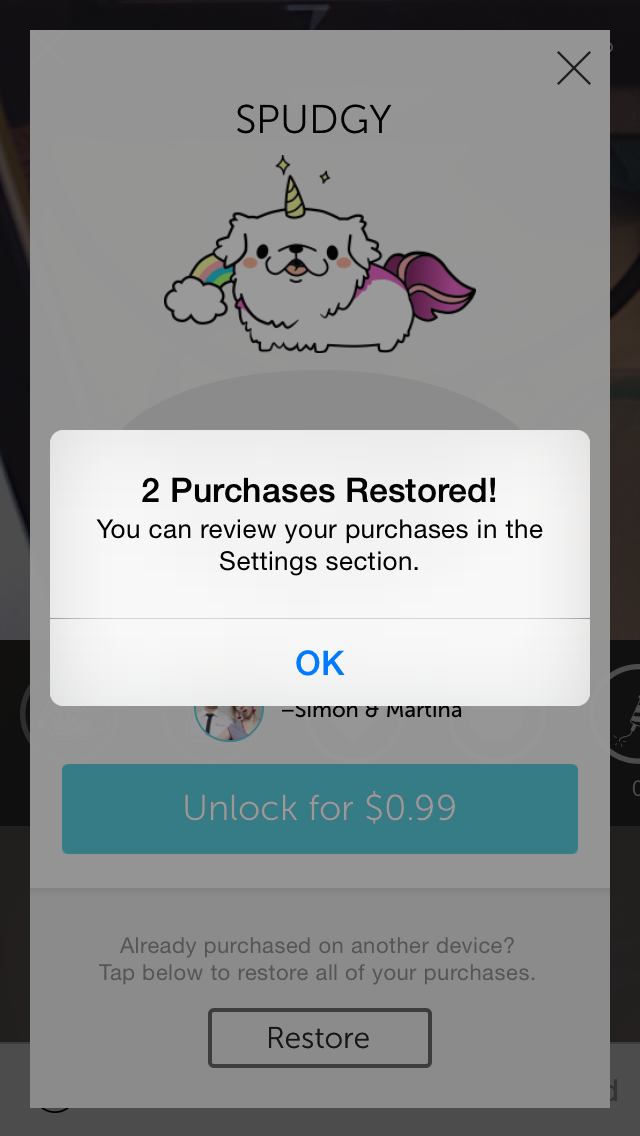 SPUDGY
2 Purchases Restored!
You can review your purchases in the
Settings section.
OK
–Simon & Martina
Unlock for $0.99
Already purchased on another device?
Tap below to restore all of your purchases.
Restore